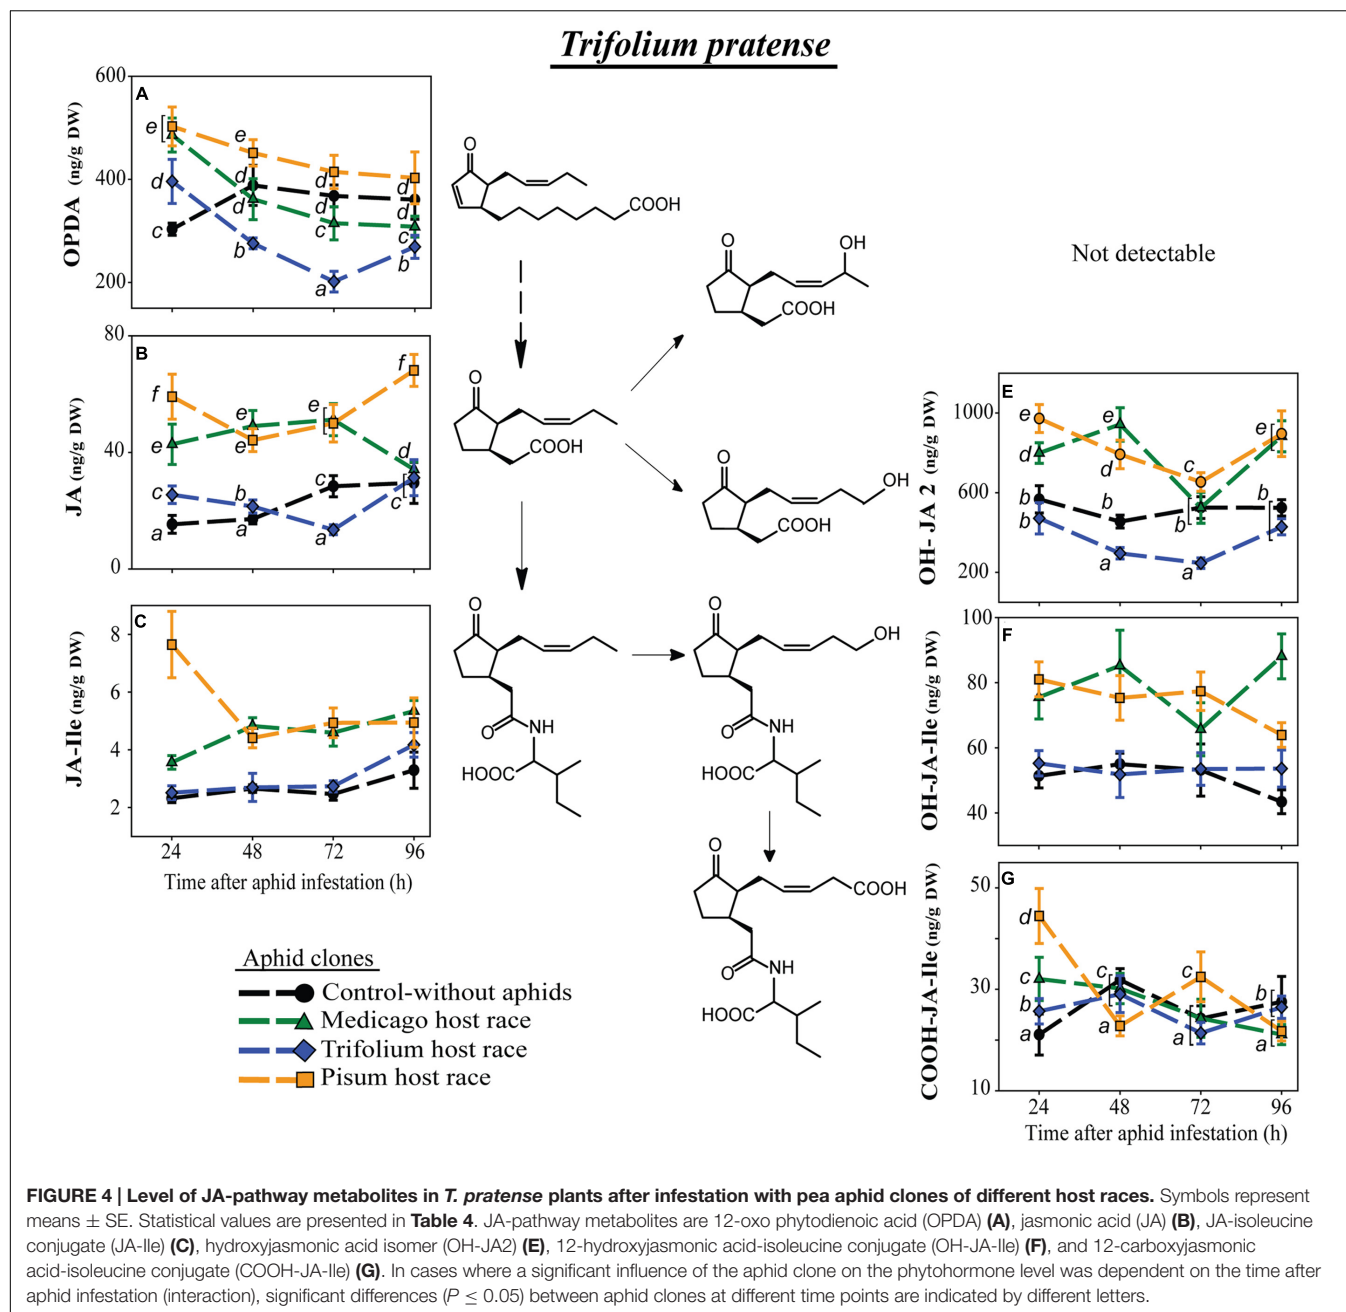 Trifolium pratense
A
600
400
200
OPDA (ng/g DW)
e
d
c
e
d
d
b
d
d
c
a
d
d
c
b
COOH
O
OH
COOH
O
Not detectable
B
80
40
0
JA (ng/g DW)
f
e
c
a
e
e
b
a
e
c
a
f
d
c
O
COOH
O
OH
COOH
E
1000
600
200
OH- JA 2 (ng/g DW)
e
d
b
b
e
d
b
a
c
b
a
e
b
C
8
6
4
2
JA-Ile (ng/g DW)
24 48 72 96
Time after aphid infestation (h)
O
O
NH
HOOC
O
OH
O
NH
HOOC
F
100
80
60
40
OH-JA-Ile (ng/g DW)
O
COOH
O
NH
HOOC
G
50
30
10
COOH-JA-Ile (ng/g DW)
d
c
b
a
c
a
c
a
b
a
24 48 72 96
Time after aphid infestation (h)
Aphid clones
Control-without aphids
Medicago host race
Trifolium host race
Pisum host race
FIGURE 4 | Level of JA-pathway metabolites in T. pratense plants after infestation with pea aphid clones of different host races. Symbols represent
means ± SE. Statistical values are presented in Table 4. JA-pathway metabolites are 12-oxo phytodienoic acid (OPDA) (A), jasmonic acid (JA) (B), JA-isoleucine
conjugate (JA-Ile) (C), hydroxyjasmonic acid isomer (OH-JA2) (E), 12-hydroxyjasmonic acid-isoleucine conjugate (OH-JA-Ile) (F), and 12-carboxyjasmonic
acid-isoleucine conjugate (COOH-JA-Ile) (G). In cases where a significant influence of the aphid clone on the phytohormone level was dependent on the time after
aphid infestation (interaction), significant differences (P ≤ 0.05) between aphid clones at different time points are indicated by different letters.